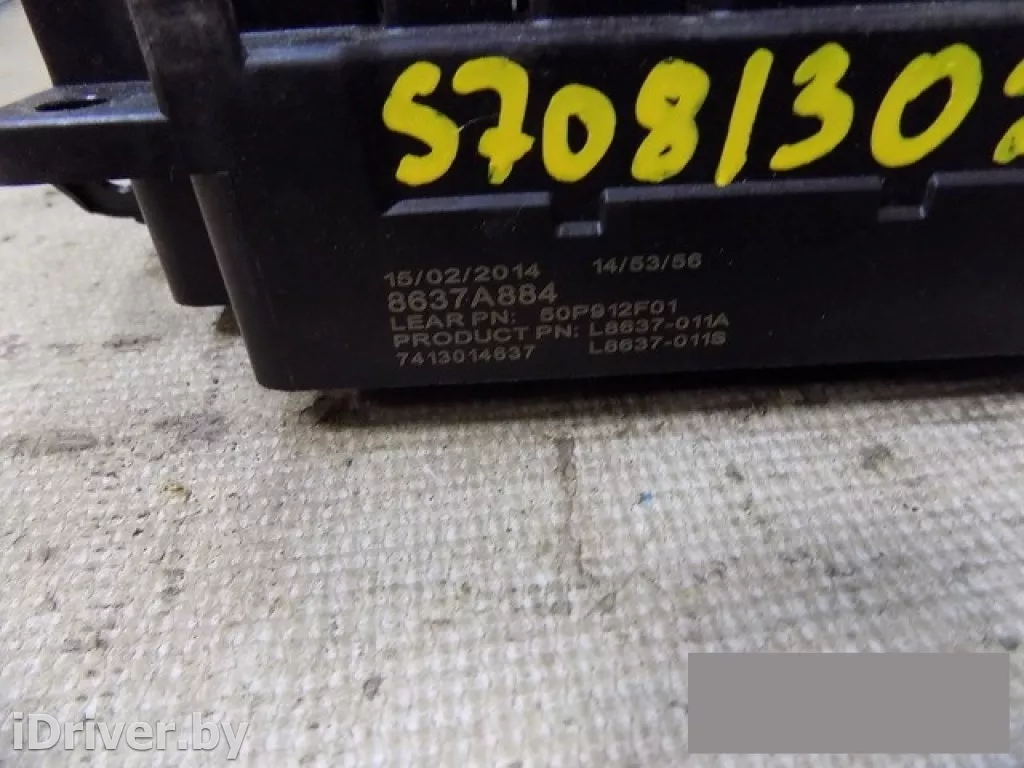 S7081302
15/02/2014 14/53/56
8637A884
LEAR PN: 50P912F01
PRODUCT PN: L8637-011A
7413014637 L8637-011S
iDriver.by